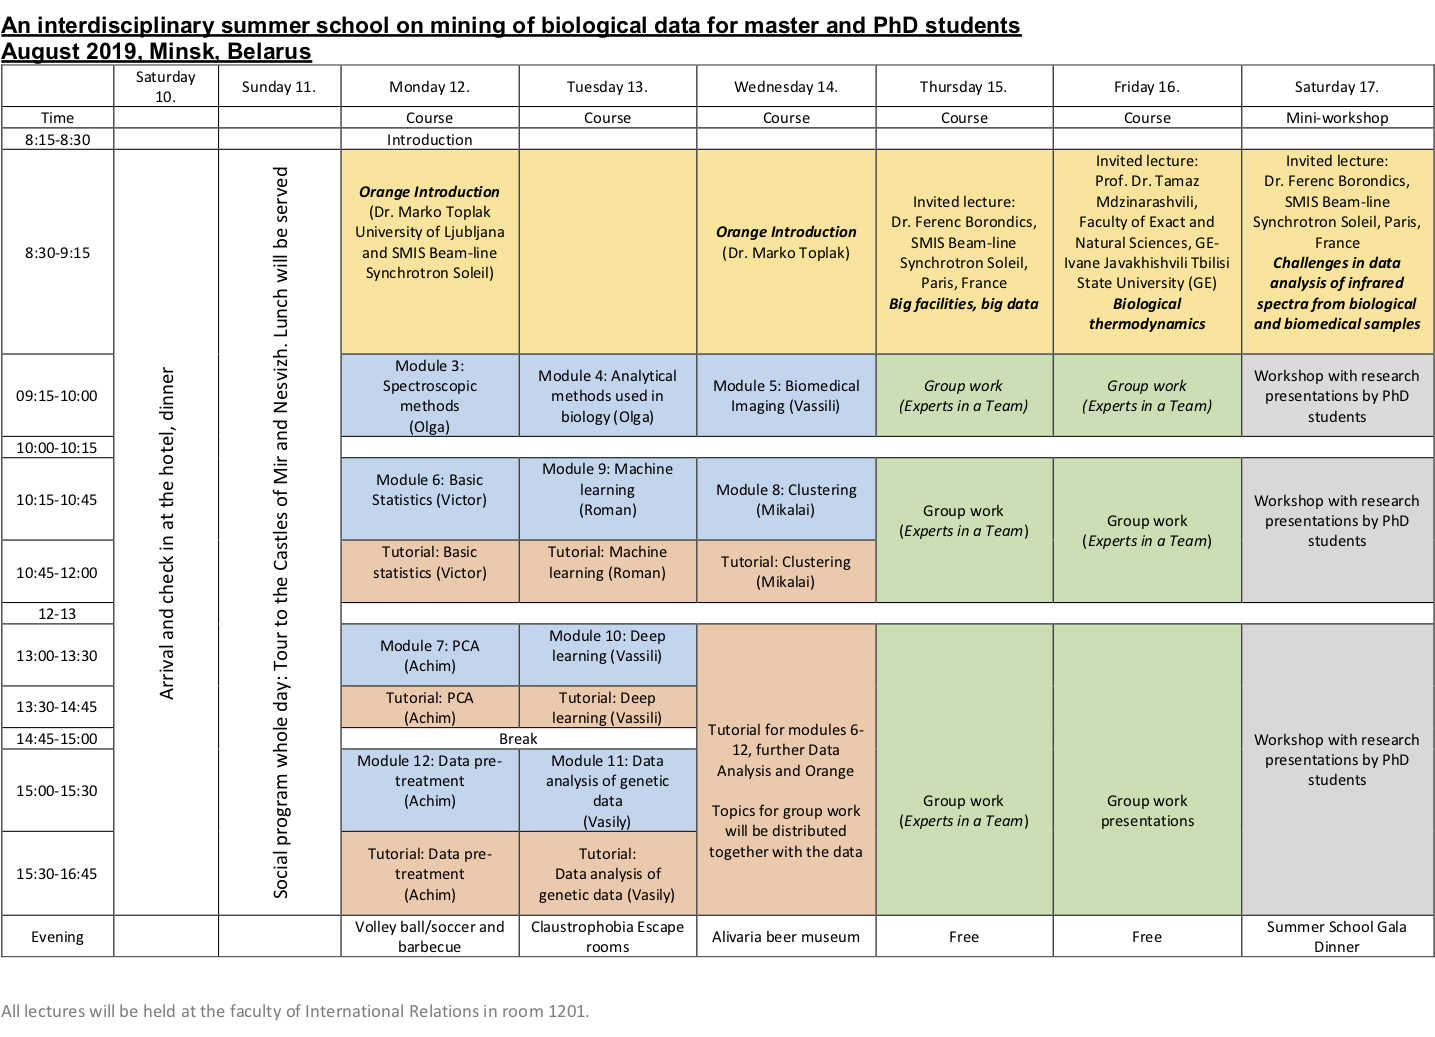 An interdisciplinary summer school on mining of biological data for master and PhD students
August 2019, Minsk, Belarus
Saturday
10.
Sunday 11.
Monday 12.
Tuesday 13.
Wednesday 14.
Thursday 15.
Friday 16.
Saturday 17.
Time
Course
Course
Course
Course
Course
Mini-workshop
8:15-8:30
Introduction
Arrival and check in at the hotel, dinner
Social program whole day: Tour to the Castles of Mir and Nesvizh. Lunch will be served
8:30-9:15
Orange Introduction
(Dr. Marko Toplak
University of Ljubljana
and SMIS Beam-line
Synchrotron Soleil)
Orange Introduction
(Dr. Marko Toplak)
Invited lecture:
Dr. Ferenc Borondics,
SMIS Beam-line
Synchrotron Soleil,
Paris, France
Big facilities, big data
Invited lecture:
Prof. Dr. Tamaz
Mdzinarashvili,
Faculty of Exact and
Natural Sciences, GE-
Ivane Javakhishvili Tbilisi
State University (GE)
Biological
thermodynamics
Invited lecture:
Dr. Ferenc Borondics,
SMIS Beam-line
Synchrotron Soleil, Paris,
France
Challenges in data
analysis of infrared
spectra from biological
and biomedical samples
09:15-10:00
Module 3:
Spectroscopic
methods
(Olga)
Module 4: Analytical
methods used in
biology (Olga)
Module 5: Biomedical
Imaging (Vassili)
Group work
(Experts in a Team)
Group work
(Experts in a Team)
Workshop with research
presentations by PhD
students
10:00-10:15
10:15-10:45
Module 6: Basic
Statistics (Victor)
Module 9: Machine
learning
(Roman)
Module 8: Clustering
(Mikalai)
Group work
(Experts in a Team)
Group work
(Experts in a Team)
Workshop with research
presentations by PhD
students
10:45-12:00
Tutorial: Basic
statistics (Victor)
Tutorial: Machine
learning (Roman)
Tutorial: Clustering
(Mikalai)
12-13
13:00-13:30
Module 7: PCA
(Achim)
Module 10: Deep
learning (Vassili)
Tutorial for modules 6-
12, further Data
Analysis and Orange
Topics for group work
will be distributed
together with the data
Group work
(Experts in a Team)
Group work
presentations
Workshop with research
presentations by PhD
students
13:30-14:45
Tutorial: PCA
(Achim)
Tutorial: Deep
learning (Vassili)
14:45-15:00
Break
15:00-15:30
Module 12: Data pre-
treatment
(Achim)
Module 11: Data
analysis of genetic
data
(Vasily)
15:30-16:45
Tutorial: Data pre-
treatment
(Achim)
Tutorial:
Data analysis of
genetic data (Vasily)
Evening
Volley ball/soccer and
barbecue
Claustrophobia Escape
rooms
Alivaria beer museum
Free
Free
Summer School Gala
Dinner
All lectures will be held at the faculty of International Relations in room 1201.